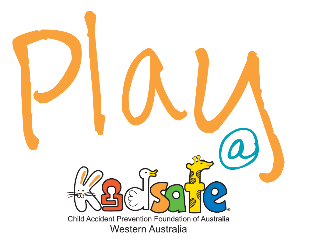 Play
@
Kidsafe
Child Accident Prevention Foundation of Australia
Western Australia